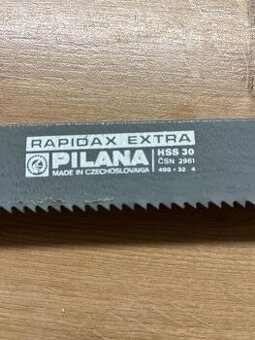 RAPIDAX EXTRA
PILANA
MADE IN CZECHOSLOVAKIA
HSS 30
ČSN 2961
400 • 32 4